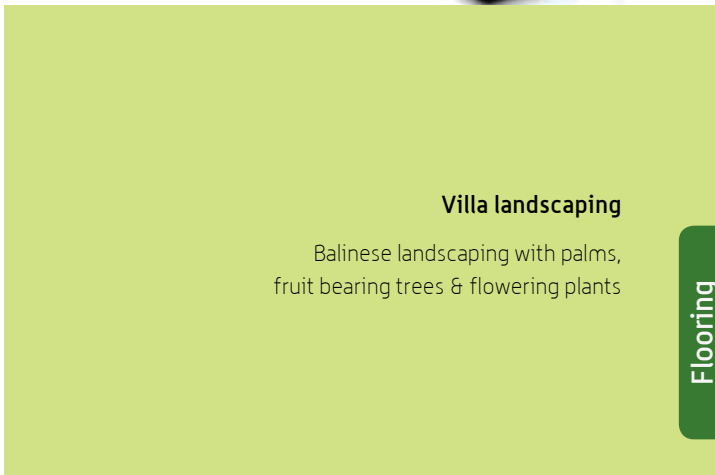 Villa landscaping
Balinese landscaping with palms,
fruit bearing trees & flowering plants
Flooring